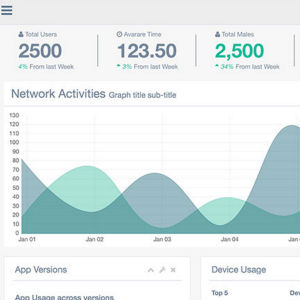 Total Users
Avarare Time
Total Males
2500
123.50
2,500
4% From last Week
3% From last Week
34% From last Week
Network Activities Graph title sub-title
130
120
110
100
90
80
70
60
50
40
30
20
10
0
Jan 01
Jan 02
Jan 03
Jan 04
Jan
App Versions
Device Usage
App Usage across versions
Top 5
Dev